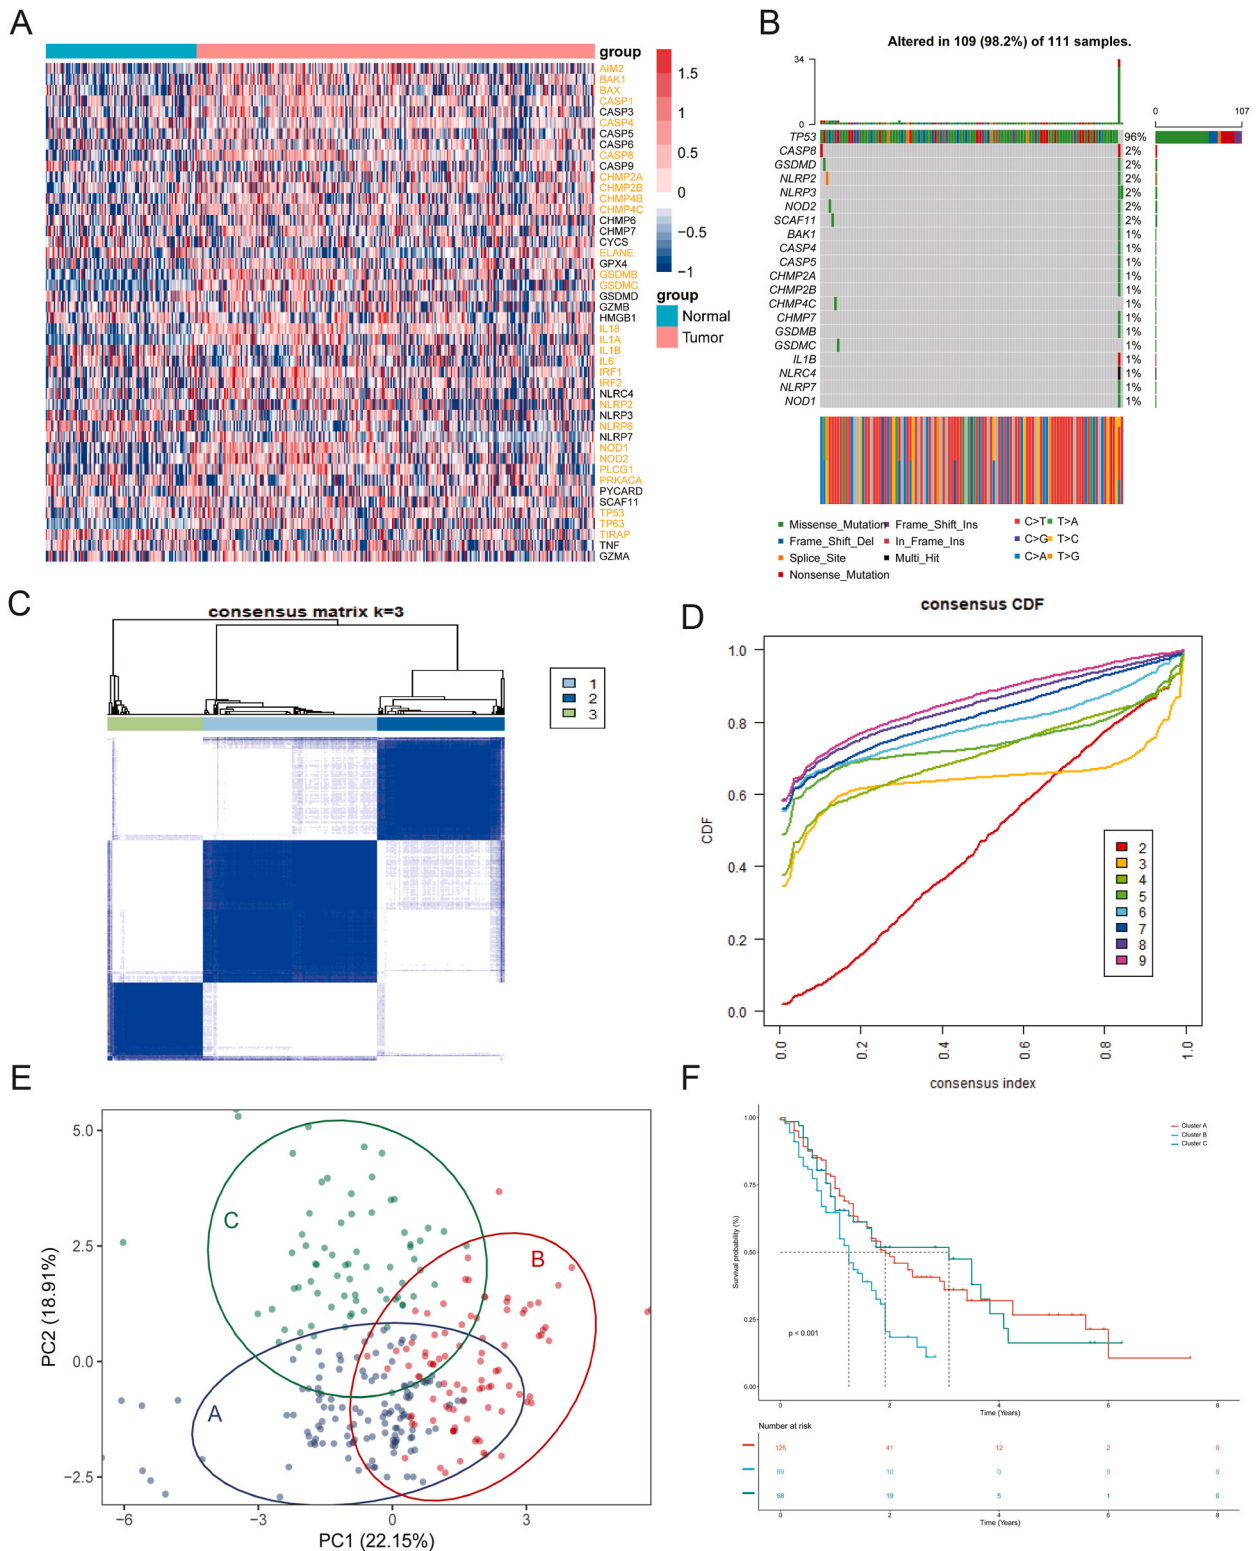 A
group
AIM2
BAK1
BAX
CASP1
CASP3
CASP4
CASP5
CASP6
CASP8
CASP9
CHMP2A
CHMP2B
CHMP4B
CHMP4C
CHMP6
CHMP7
CYCS
ELANE
GPX4
GSDMB
GSDMC
GSDMD
GZMB
HMGB1
IL18
IL1A
IL1B
IL6
IRF1
IRF2
NLRC4
NLRP2
NLRP3
NLRP6
NLRP7
NOD1
NOD2
PLCG1
PRKACA
PYCARD
SCAF11
TP53
TP63
TIRAP
TNF
GZMA
1.5
1
0.5
0
−0.5
−1
group
Normal
Tumor
B
Altered in 109 (98.2%) of 111 samples.
34
0
0 107
TP53 96%
CASP8 2%
GSDMD 2%
NLRP2 2%
NLRP3 2%
NOD2 2%
SCAF11 2%
BAK1 1%
CASP4 1%
CASP5 1%
CHMP2A 1%
CHMP2B 1%
CHMP4C 1%
CHMP7 1%
GSDMB 1%
GSDMC 1%
IL1B 1%
NLRC4 1%
NLRP7 1%
NOD1 1%
Missense_Mutation Frame_Shift_Ins C>T T>A
Frame_Shift_Del In_Frame_Ins C>G T>C
Splice_Site Multi_Hit C>A T>G
Nonsense_Mutation
C
consensus matrix k=3
1
2
3
D
consensus CDF
CDF
1.0
0.8
0.6
0.4
0.2
0.0
2
3
4
5
6
7
8
9
0.0 0.2 0.4 0.6 0.8 1.0
consensus index
E
PC2 (18.91%)
5.0
2.5
0.0
−2.5
C
B
A
−6 −3 0 3
PC1 (22.15%)
F
Survival probability (%)
1.00
0.75
0.50
0.25
0.00
Cluster A
Cluster B
Cluster C
p < 0.001
0 2 4 6 8
Time (Years)
Number at risk
126 41 12 2 0
89 10 0 0 0
68 19 5 1 0
0 2 4 6 8
Time (Years)